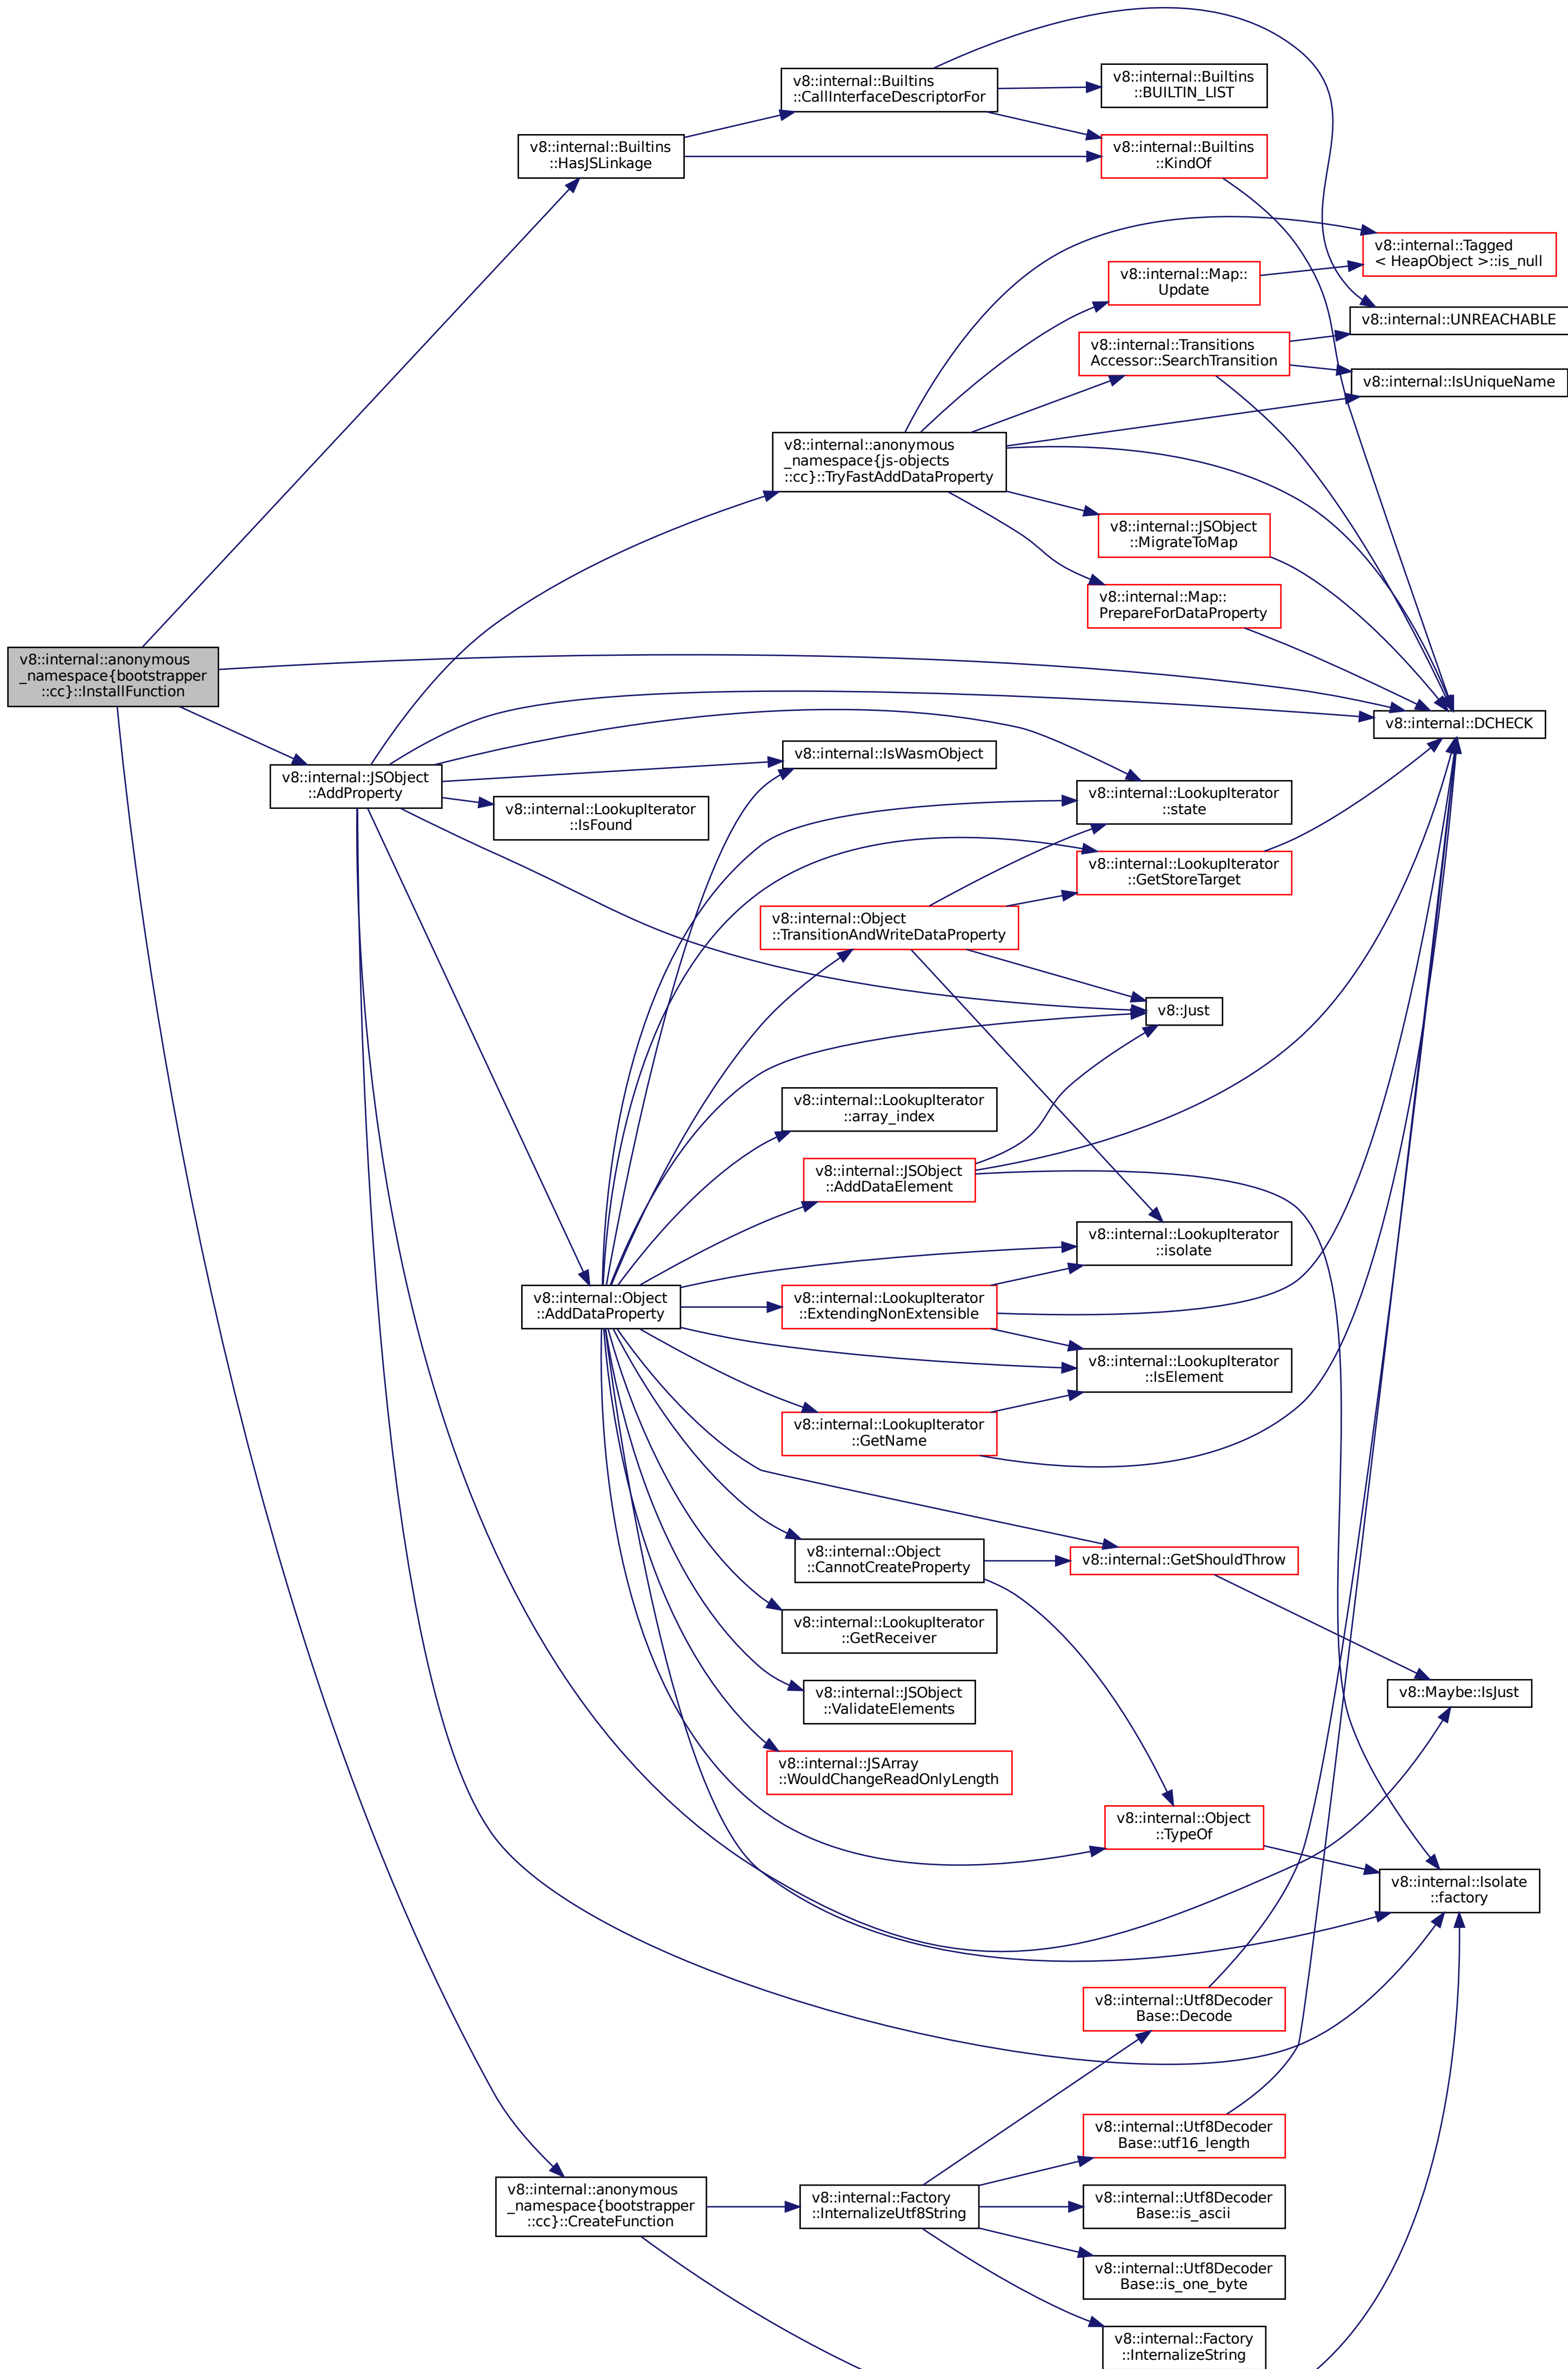 v8::internal::Builtins
::CallInterfaceDescriptorFor
v8::internal::Builtins
::BUILTIN_LIST
v8::internal::Builtins
::HasJSLinkage
v8::internal::Builtins
::KindOf
v8::internal::Tagged
< HeapObject >::is_null
v8::internal::Map::
Update
v8::internal::UNREACHABLE
v8::internal::Transitions
Accessor::SearchTransition
v8::internal::IsUniqueName
v8::internal::anonymous
_namespace{js-objects
::cc}::TryFastAddDataProperty
v8::internal::JSObject
::MigrateToMap
v8::internal::Map::
PrepareForDataProperty
v8::internal::anonymous
_namespace{bootstrapper
::cc}::InstallFunction
v8::internal::DCHECK
v8::internal::IsWasmObject
v8::internal::JSObject
::AddProperty
v8::internal::LookupIterator
::state
v8::internal::LookupIterator
::IsFound
v8::internal::LookupIterator
::GetStoreTarget
v8::internal::Object
::TransitionAndWriteDataProperty
v8::Just
v8::internal::LookupIterator
::array_index
v8::internal::JSObject
::AddDataElement
v8::internal::LookupIterator
::isolate
v8::internal::Object
::AddDataProperty
v8::internal::LookupIterator
::ExtendingNonExtensible
v8::internal::LookupIterator
::IsElement
v8::internal::LookupIterator
::GetName
v8::internal::Object
::CannotCreateProperty
v8::internal::GetShouldThrow
v8::internal::LookupIterator
::GetReceiver
v8::internal::JSObject
::ValidateElements
v8::Maybe::IsJust
v8::internal::JSArray
::WouldChangeReadOnlyLength
v8::internal::Object
::TypeOf
v8::internal::Isolate
::factory
v8::internal::Utf8Decoder
Base::Decode
v8::internal::Utf8Decoder
Base::utf16_length
v8::internal::anonymous
_namespace{bootstrapper
::cc}::CreateFunction
v8::internal::Factory
::InternalizeUtf8String
v8::internal::Utf8Decoder
Base::is_ascii
v8::internal::Utf8Decoder
Base::is_one_byte
v8::internal::Factory
::InternalizeString